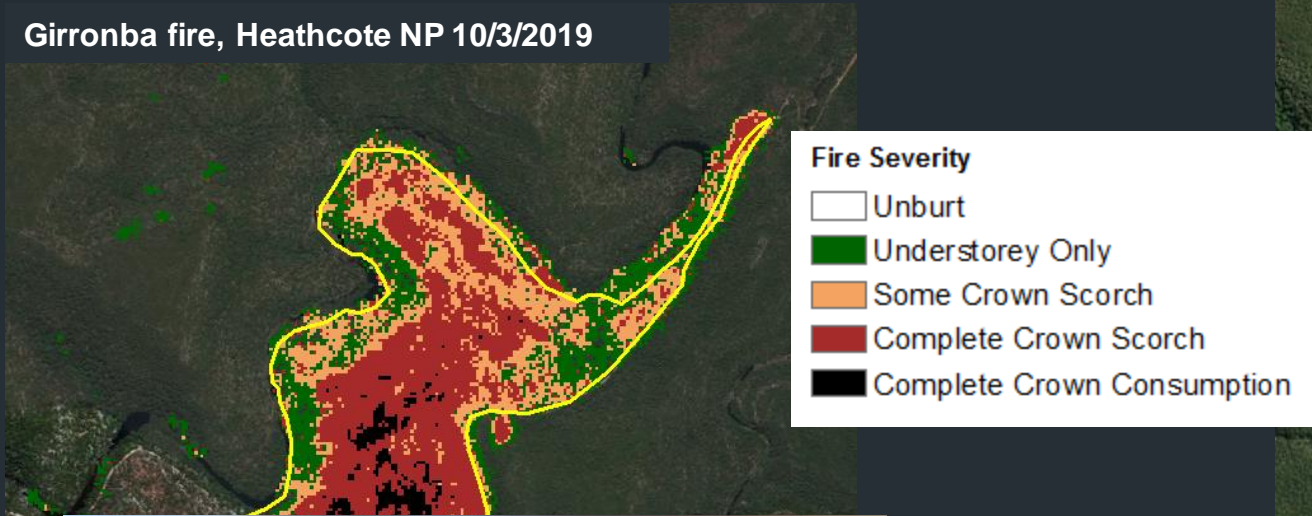 Girronba fire, Heathcote NP 10/3/2019
Fire Severity
Unburt
Understorey Only
Some Crown Scorch
Complete Crown Scorch
Complete Crown Consumption